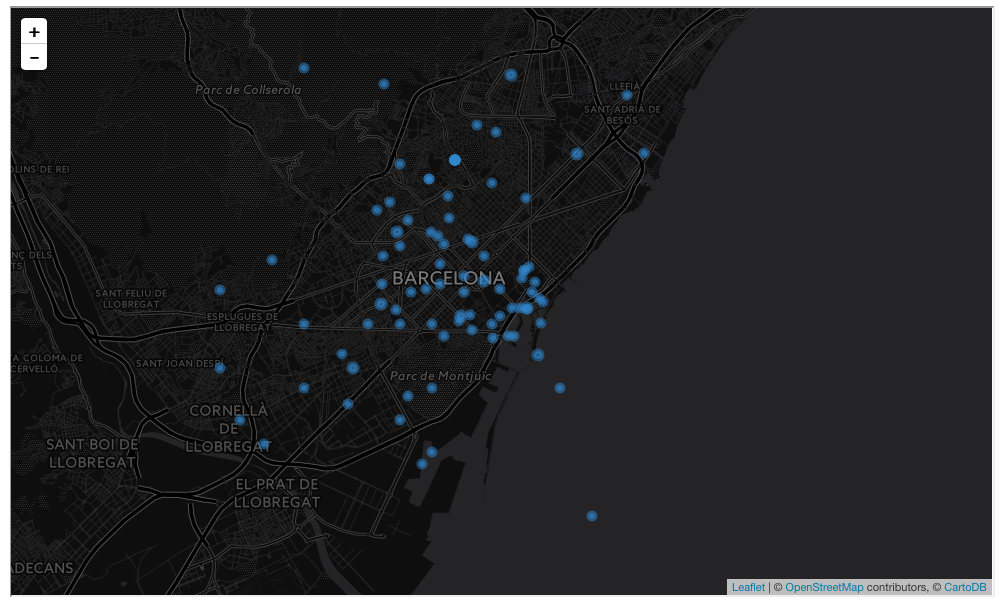 +
−
Parc de Collserola
LLEFIÀ
SANT ADRIÀ DE
BESÒS
OLINS DE REI
NÇ DELS
TS
BARCELONA
SANT FELIU DE
LLOBREGAT
ESPLUGUES DE
LLOBREGAT
A COLOMA DE
CERVELLÓ
SANT JOAN DESPÍ
Parc de Montjuïc
CORNELLÀ
DE
LLOBREGAT
SANT BOI DE
LLOBREGAT
EL PRAT DE
LLOBREGAT
ADECANS
Leaflet | © OpenStreetMap contributors, © CartoDB